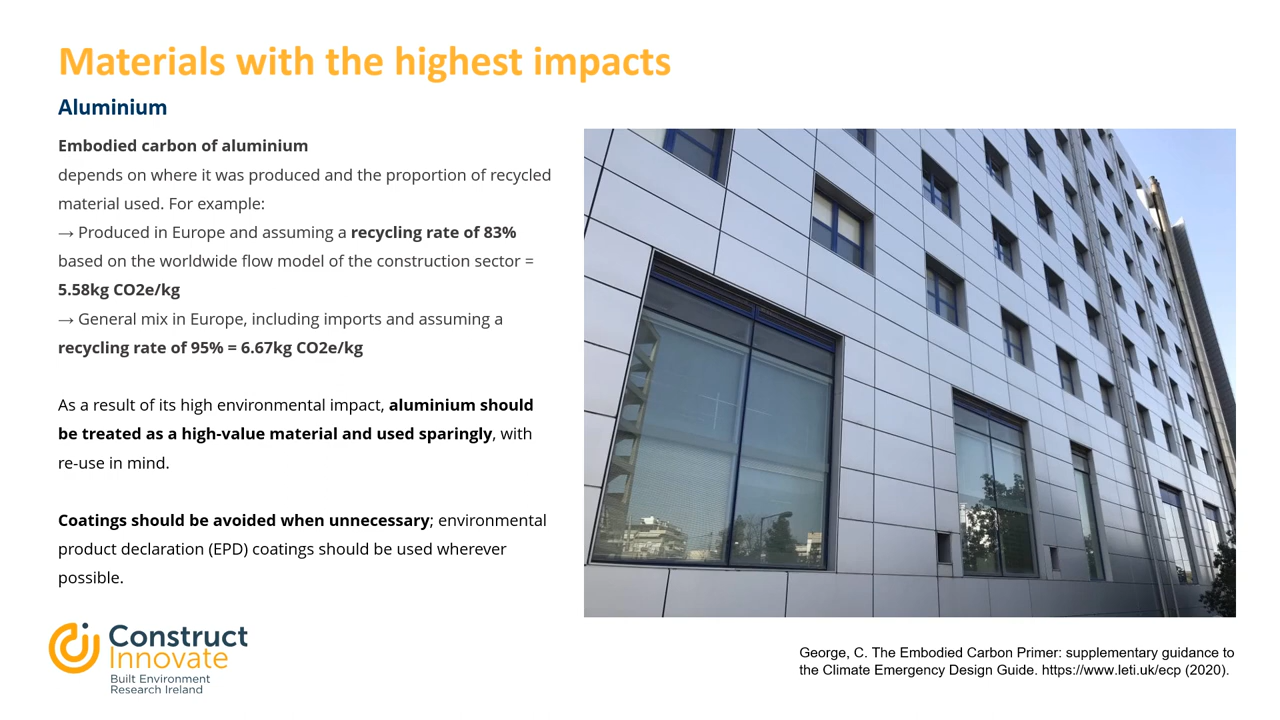 Materials with the highest impacts
Aluminium
Embodied carbon of aluminium
depends on where it was produced and the proportion of recycled
material used. For example:
→ Produced in Europe and assuming a recycling rate of 83%
based on the worldwide flow model of the construction sector =
5.58kg CO2e/kg
→ General mix in Europe, including imports and assuming a
recycling rate of 95% = 6.67kg CO2e/kg
As a result of its high environmental impact, aluminium should
be treated as a high-value material and used sparingly, with
re-use in mind.
Coatings should be avoided when unnecessary; environmental
product declaration (EPD) coatings should be used wherever
possible.
Construct
Innovate
Built Environment
Research Ireland
George, C. The Embodied Carbon Primer: supplementary guidance to
the Climate Emergency Design Guide. https://www.leti.uk/ecp (2020).